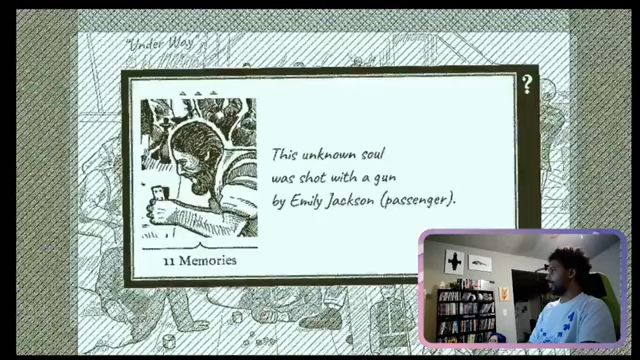 "Under Way"
?
This unknown soul
was shot with a gun
by Emily Jackson (passenger).
11 Memories